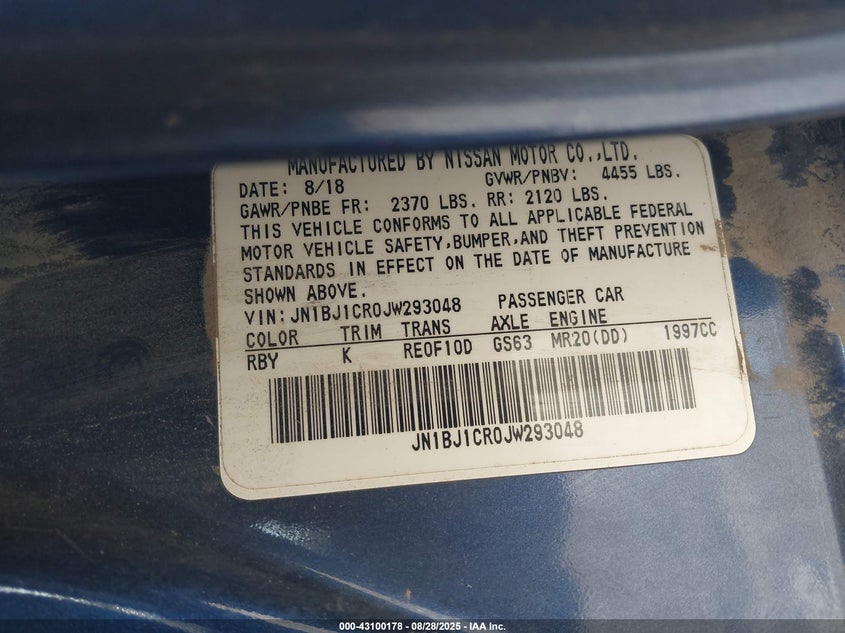 MANUFACTURED BY NISSAN MOTOR CO.,LTD.
DATE: 8/18 GVWR/PNBV: 4455 LBS.
GAWR/PNBE FR: 2370 LBS. RR: 2120 LBS.
THIS VEHICLE CONFORMS TO ALL APPLICABLE FEDERAL
MOTOR VEHICLE SAFETY,BUMPER,AND THEFT PREVENTION
STANDARDS IN EFFECT ON THE DATE OF MANUFACTURE
SHOWN ABOVE.
VIN:JN1BJ1CR0JW293048 PASSENGER CAR
COLOR TRIM TRANS AXLE ENGINE
RBY K RE0F10D GS63 MR20(DD) 1997CC
JN1BJ1CR0JW293048
000-43100178 - 08/28/2025 - IAA Inc.